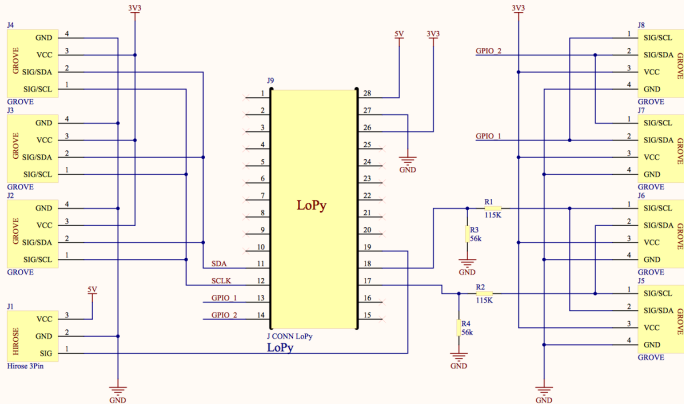 3V3
J4
GND 4
VCC 3
SIG/SDA 2
SIG/SCL 1
GROVE
GROVE
J3
GND 4
VCC 3
SIG/SDA 2
SIG/SCL 1
GROVE
GROVE
J2
GND 4
VCC 3
SIG/SDA 2
SIG/SCL 1
GROVE
GROVE
J1
5V
VCC 3
GND 2
SIG 1
HIROSE
Hirose 3Pin
GND
5V 3V3
J9
1 28
2 27
3 26
4 25
5 24
6 23
7 22
8 21
9 20
10 19
SDA 11 18
SCLK 12 17
GPIO_1 13 16
GPIO_2 14 15
LoPy
J CONN LoPy
LoPy
GND
R1
115K
R3
56k
GND
R2
115K
R4
56k
GND
3V3
GPIO_2
GPIO_1
J8
1 SIG/SCL
2 SIG/SDA
3 VCC
4 GND
GROVE
GROVE
J7
1 SIG/SCL
2 SIG/SDA
3 VCC
4 GND
GROVE
GROVE
J6
1 SIG/SCL
2 SIG/SDA
3 VCC
4 GND
GROVE
GROVE
J5
1 SIG/SCL
2 SIG/SDA
3 VCC
4 GND
GROVE
GROVE
GND